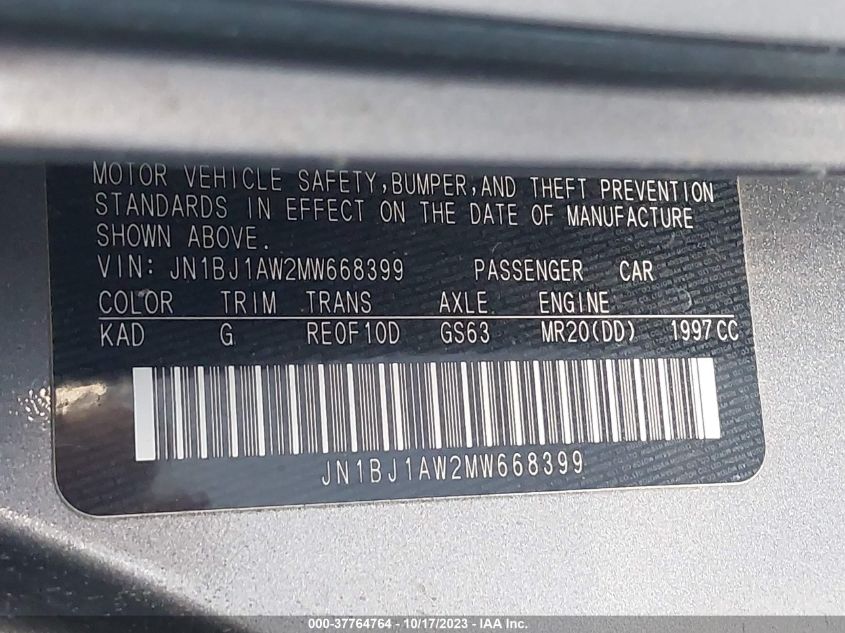 MOTOR VEHICLE SAFETY,BUMPER,AND THEFT PREVENTION
STANDARDS IN EFFECT ON THE DATE OF MANUFACTURE
SHOWN ABOVE.
VIN: JN1BJ1AW2MW668399 PASSENGER CAR
COLOR TRIM TRANS AXLE ENGINE
KAD G RE0F10D GS63 MR20(DD) 1997CC
JN1BJ1AW2MW668399
000-37764764 - 10/17/2023 - IAA Inc.